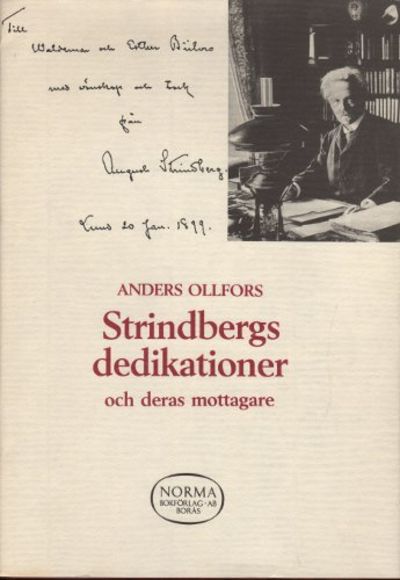 Till
Waldemar och Esther Bülow
med vänskap och tack
från
August Strindberg.
Lund 20 Jan. 1899.
ANDERS OLLFORS
Strindbergs
dedikationer
och deras mottagare
NORMA
BOKFÖRLAG·AB
BORÅS